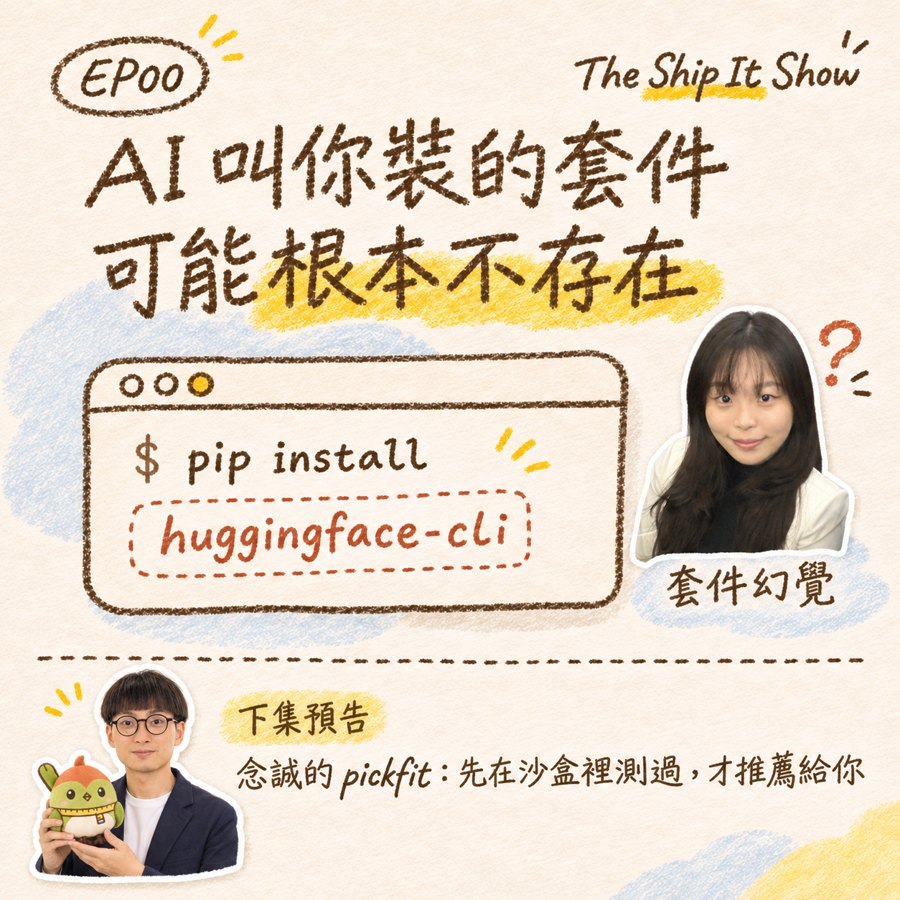 EP00
The Ship It Show
AI 叫你裝的套件
可能根本不存在
$ pip install
huggingface-cli
?
套件幻覺
下集預告
念誠的 pickfit：先在沙盒裡測過，才推薦給你